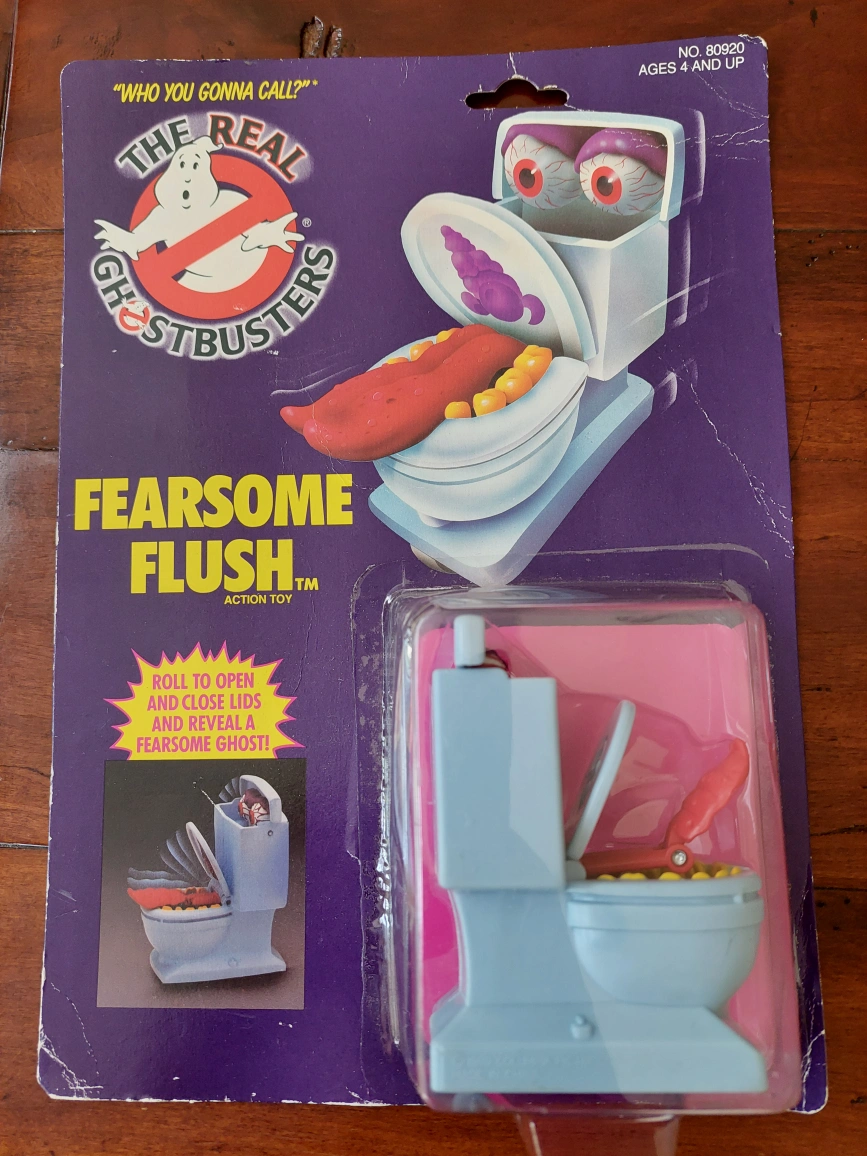 NO. 80920
AGES 4 AND UP
"WHO YOU GONNA CALL?"*
THE REAL
GHOSTBUSTERS
®
FEARSOME
FLUSH™
ACTION TOY
ROLL TO OPEN
AND CLOSE LIDS
AND REVEAL A
FEARSOME GHOST!